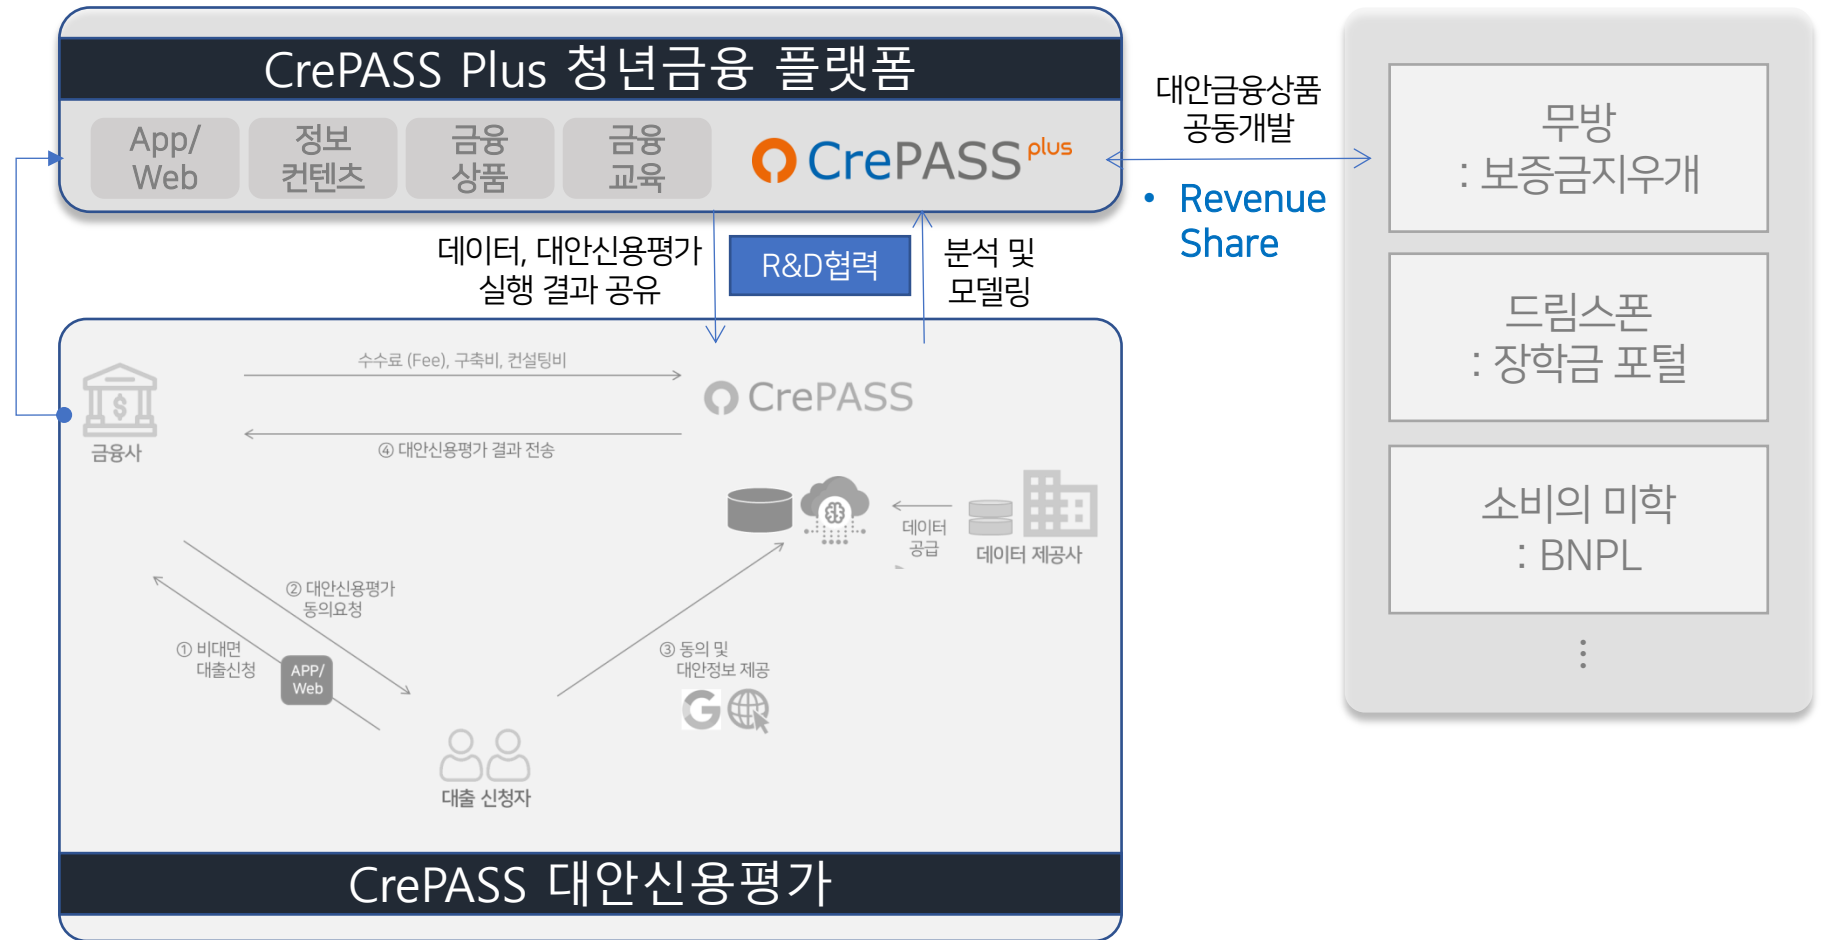 CrePASS Plus 청년금융 플랫폼
App/
Web
정보
컨텐츠
금융
상품
금융
교육
CrePASS plus
대안금융상품
공동개발
• Revenue
Share
무방
: 보증금지우개
드림스폰
: 장학금 포털
소비의 미학
: BNPL
⋮
데이터, 대안신용평가
실행 결과 공유
R&D협력
분석 및
모델링
수수료 (Fee), 구축비, 컨설팅비
CrePASS
④ 대안신용평가 결과 전송
금융사
데이터
공급
데이터 제공사
② 대안신용평가
동의요청
① 비대면
대출신청
APP/
Web
③ 동의 및
대안정보 제공
G
대출 신청자
CrePASS 대안신용평가